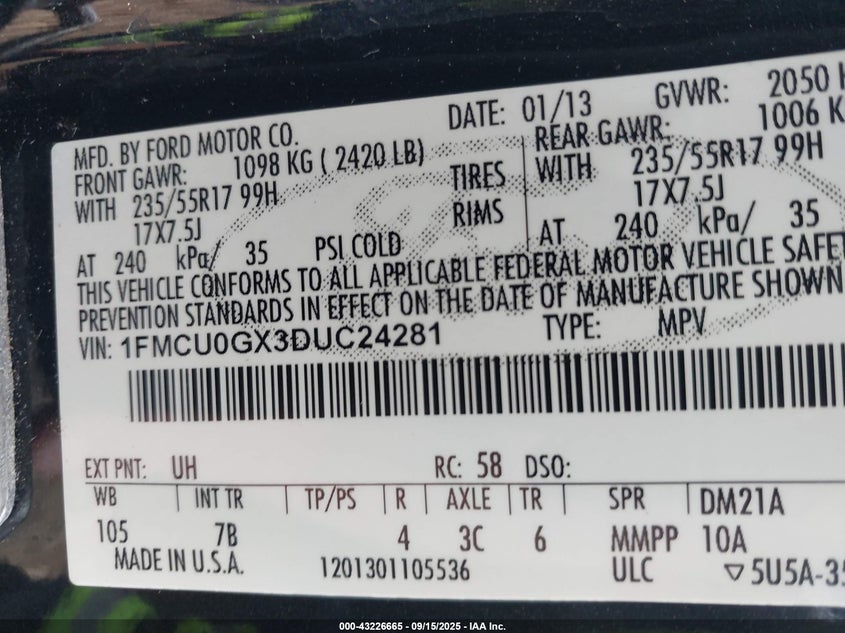 MFD. BY FORD MOTOR CO. DATE: 01/13 GVWR: 2050
FRONT GAWR: 1098 KG ( 2420 LB) REAR GAWR: 1006
WITH 235/55R17 99H TIRES WITH 235/55R17 99H
17X7.5J RIMS 17X7.5J
AT 240 kPa/ 35 PSI COLD AT 240 kPa/ 35
THIS VEHICLE CONFORMS TO ALL APPLICABLE FEDERAL MOTOR VEHICLE SAFET
PREVENTION STANDARDS IN EFFECT ON THE DATE OF MANUFACTURE SHOWN
VIN: 1FMCU0GX3DUC24281 TYPE: MPV
EXT PNT: UH RC: 58 DSO:
WB INT TR TP/PS R AXLE TR SPR DM21A
105 7B 4 3C 6 MMPP 10A
MADE IN U.S.A. 1201301105536 ULC ▽5U5A-35
000-43226665 - 09/15/2025 - IAA Inc.